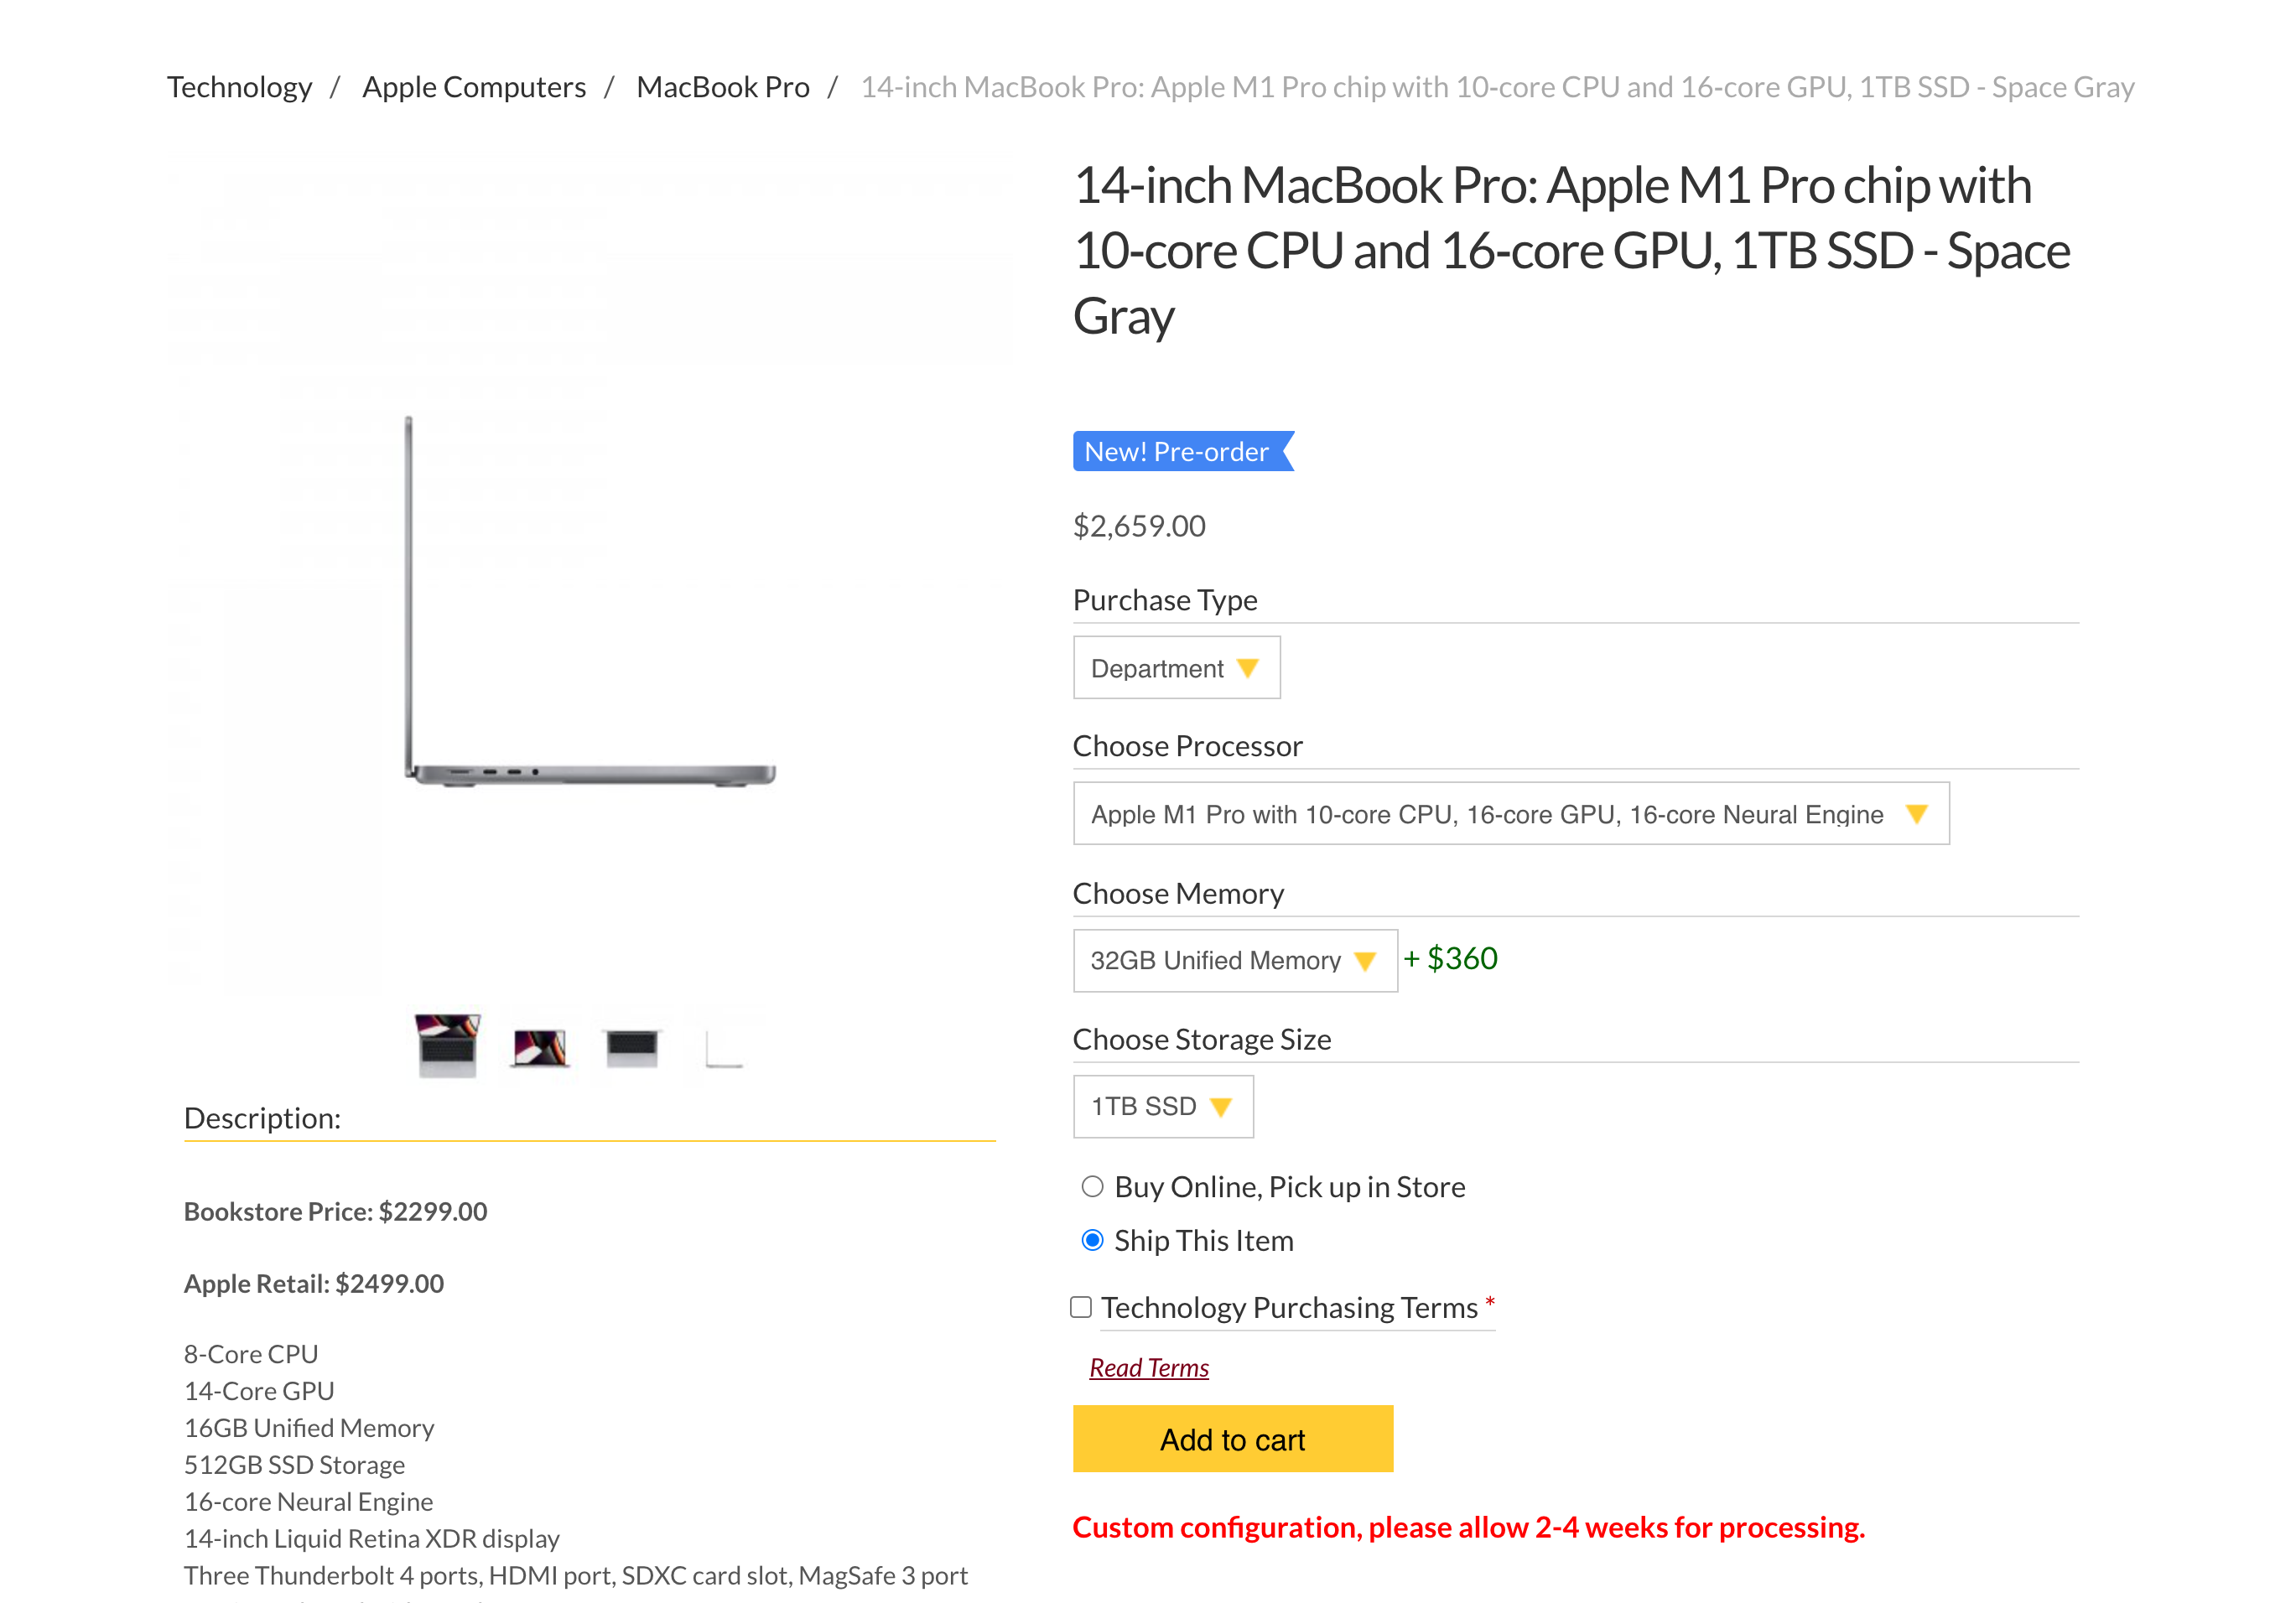 Technology / Apple Computers / MacBook Pro / 14-inch MacBook Pro: Apple M1 Pro chip with 10-core CPU and 16-core GPU, 1TB SSD - Space Gray
14-inch MacBook Pro: Apple M1 Pro chip with
10-core CPU and 16-core GPU, 1TB SSD - Space
Gray
New! Pre-order
$2,659.00
Purchase Type
Department
Choose Processor
Apple M1 Pro with 10-core CPU, 16-core GPU, 16-core Neural Engine
Choose Memory
32GB Unified Memory + $360
Choose Storage Size
1TB SSD
Buy Online, Pick up in Store
Ship This Item
Technology Purchasing Terms *
Read Terms
Add to cart
Custom configuration, please allow 2-4 weeks for processing.
Description:
Bookstore Price: $2299.00
Apple Retail: $2499.00
8-Core CPU
14-Core GPU
16GB Unified Memory
512GB SSD Storage
16-core Neural Engine
14-inch Liquid Retina XDR display
Three Thunderbolt 4 ports, HDMI port, SDXC card slot, MagSafe 3 port